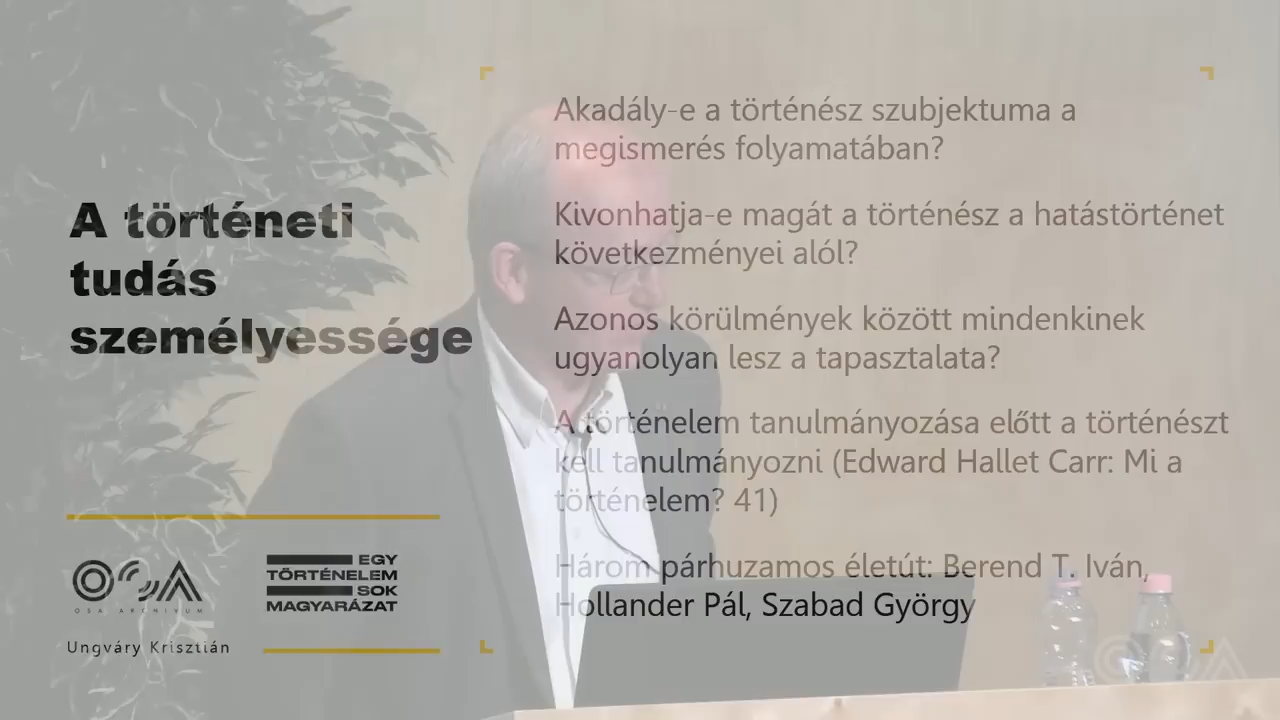 A történeti
tudás
személyessége
OSA ARCHIVUM
EGY
TÖRTÉNELEM
SOK
MAGYARÁZAT
Ungváry Krisztián
Akadály-e a történész szubjektuma a
megismerés folyamatában?
Kivonhatja-e magát a történész a hatástörténet
következményei alól?
Azonos körülmények között mindenkinek
ugyanolyan lesz a tapasztalata?
A történelem tanulmányozása előtt a történészt
kell tanulmányozni (Edward Hallet Carr: Mi a
történelem? 41)
Három párhuzamos életút: Berend T. Iván,
Hollander Pál, Szabad György
OSA